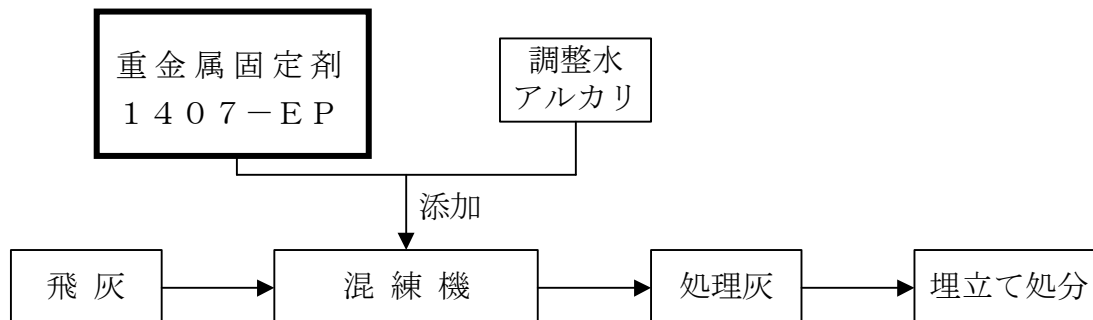 重金属固定剤
1407－EP
調整水
アルカリ
添加
飛灰
混練機
処理灰
埋立て処分